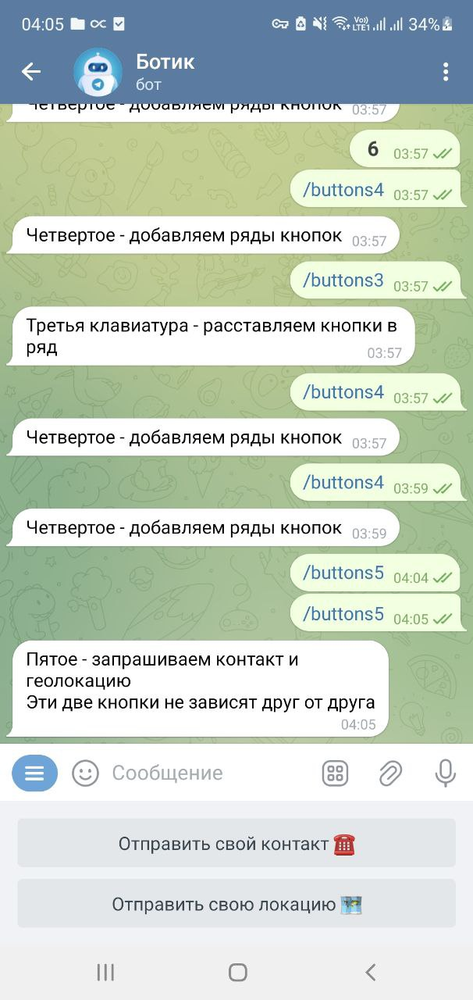 04:05
Vo))
LTE1
34%
Ботик
бот
Четвертое - добавляем ряды кнопок 03:57
6 03:57
/buttons4 03:57
Четвертое - добавляем ряды кнопок 03:57
/buttons3 03:57
Третья клавиатура - расставляем кнопки в
ряд 03:57
/buttons4 03:57
Четвертое - добавляем ряды кнопок 03:57
/buttons4 03:59
Четвертое - добавляем ряды кнопок 03:59
/buttons5 04:04
/buttons5 04:05
Пятое - запрашиваем контакт и
геолокацию
Эти две кнопки не зависят друг от друга
04:05
Сообщение
Отправить свой контакт ☎️
Отправить свою локацию 🗺️